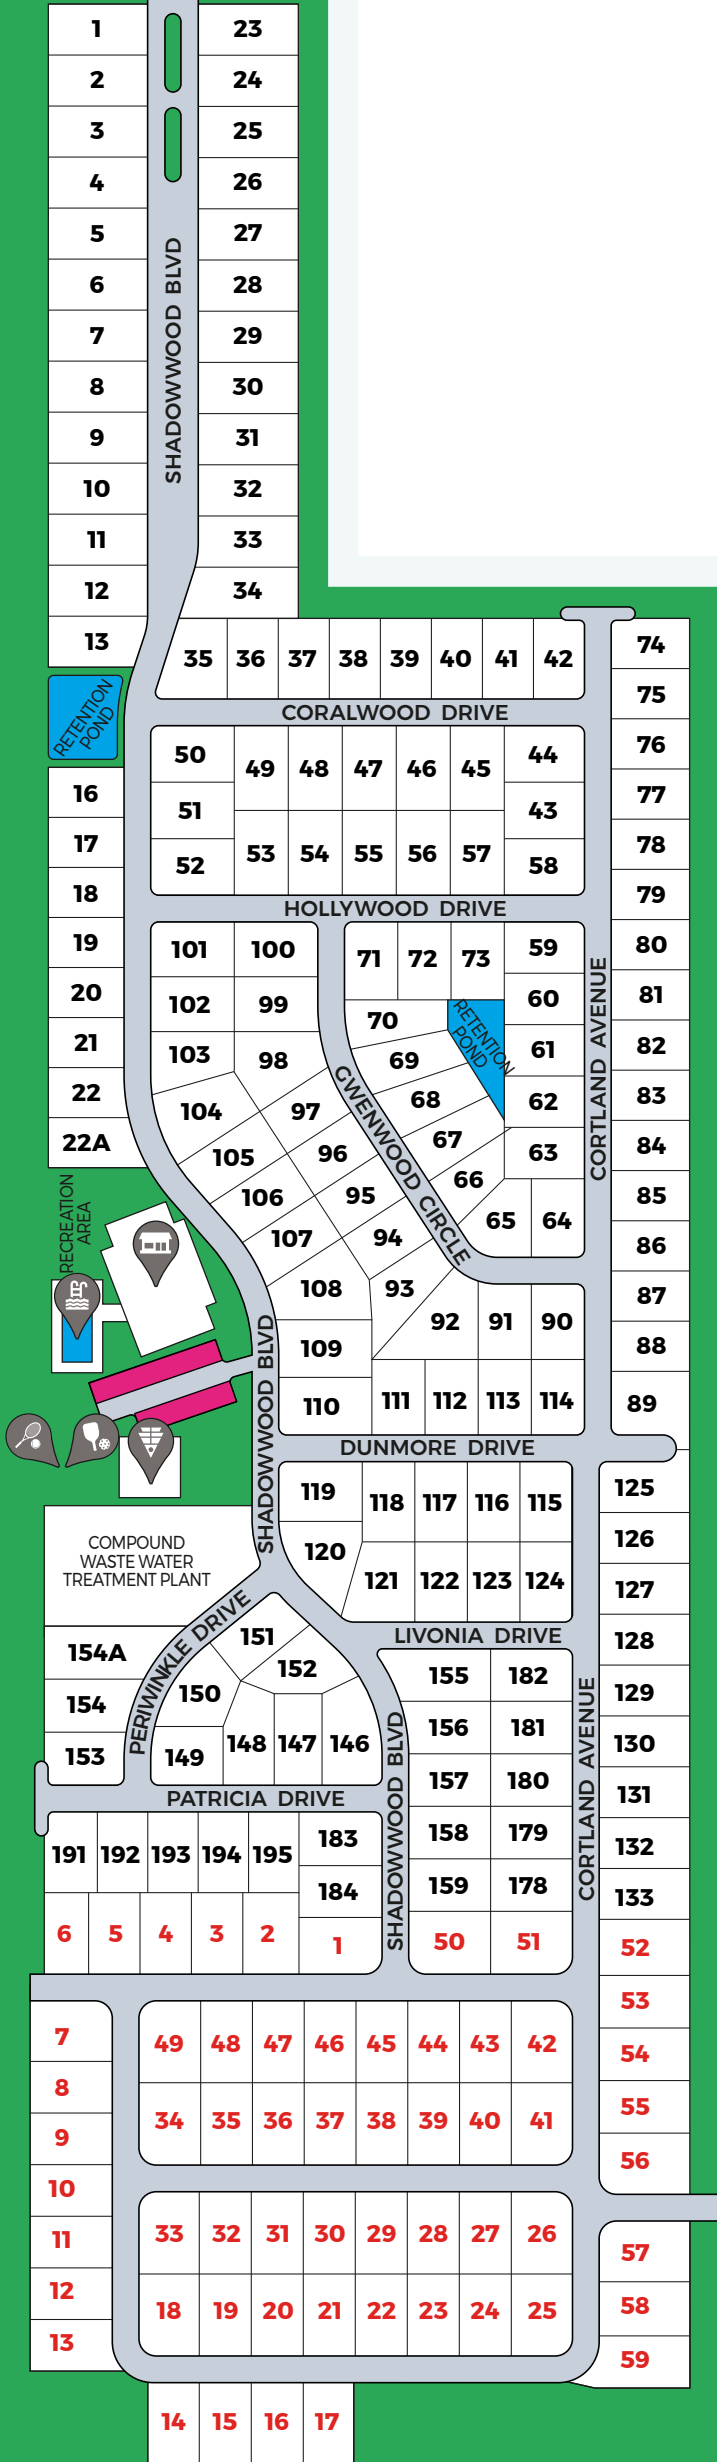 1
23
2
24
3
25
4
26
5
27
6
28
7
29
8
30
9
31
10
32
11
33
12
34
13
SHADOWWOOD BLVD
35 36 37 38 39 40 41 42
74
RETENTION
POND
CORALWOOD DRIVE
75
76
77
78
79
80
81
82
83
84
85
86
87
88
89
CORTLAND AVENUE
16
17
18
19
20
21
22
22A
50
49 48 47 46 45
44
51
43
52
53 54 55 56 57
58
HOLLYWOOD DRIVE
101 100
102 99
103 98
104 97
105 96
106 95
107 94
108 93
109
110
71 72 73
59
70
60
RETENTION
POND
69
61
68
62
67
63
66
65 64
GWENWOOD CIRCLE
92 91 90
111 112 113 114
RECREATION
AREA
SHADOWWOOD BLVD
DUNMORE DRIVE
119
118 117 116 115
120
121 122 123 124
125
126
127
128
129
130
131
132
133
COMPOUND
WASTE WATER
TREATMENT PLANT
154A
154
153
PERIWINKLE DRIVE
151
152
150
149
148 147 146
LIVONIA DRIVE
155 182
156 181
157 180
158 179
159 178
50 51
SHADOWWOOD BLVD
CORTLAND AVENUE
PATRICIA DRIVE
191 192 193 194 195
183
184
6 5 4 3 2
1
52
53
54
55
56
7
8
9
10
11
12
13
49 48 47 46 45 44 43 42
34 35 36 37 38 39 40 41
33 32 31 30 29 28 27 26
18 19 20 21 22 23 24 25
57
58
59
14 15 16 17